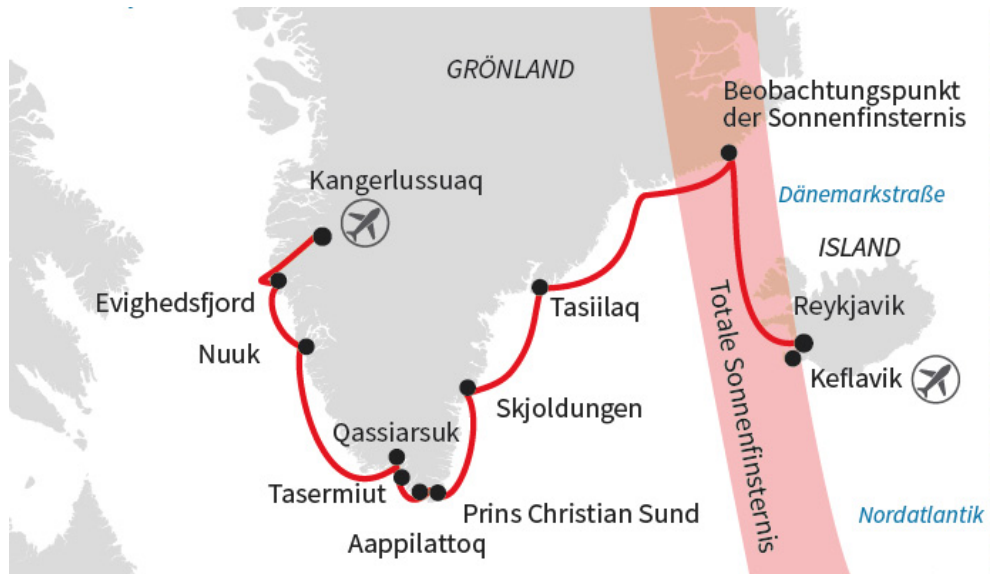 GRÖNLAND
Beobachtungspunkt
der Sonnenfinsternis
Kangerlussuaq
Dänemarkstraße
ISLAND
Evighedsfjord
Tasiilaq
Reykjavik
Nuuk
Keflavik
Totale Sonnenfinsternis
Skjoldungen
Qassiarsuk
Tasermiut
Prins Christian Sund
Nordatlantik
Aappilattoq